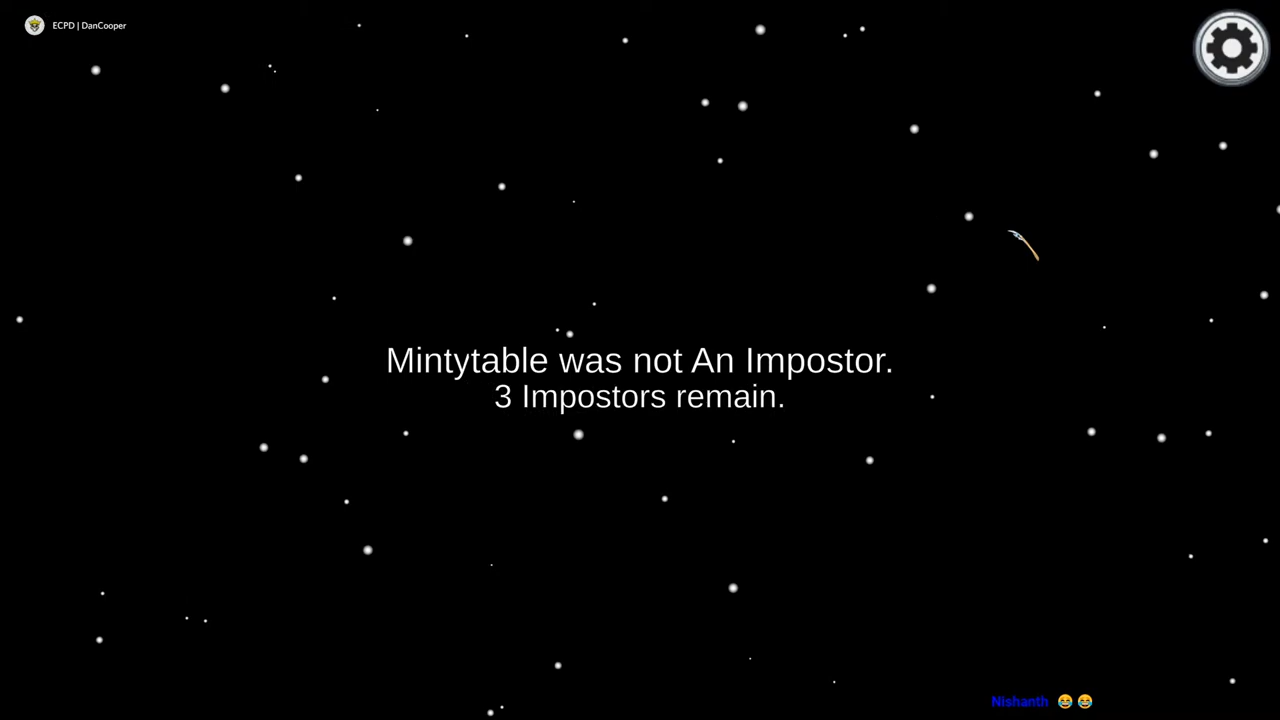 ECPD | DanCooper
Mintytable was not An Impostor.
3 Impostors remain.
Nishanth 😂 😂